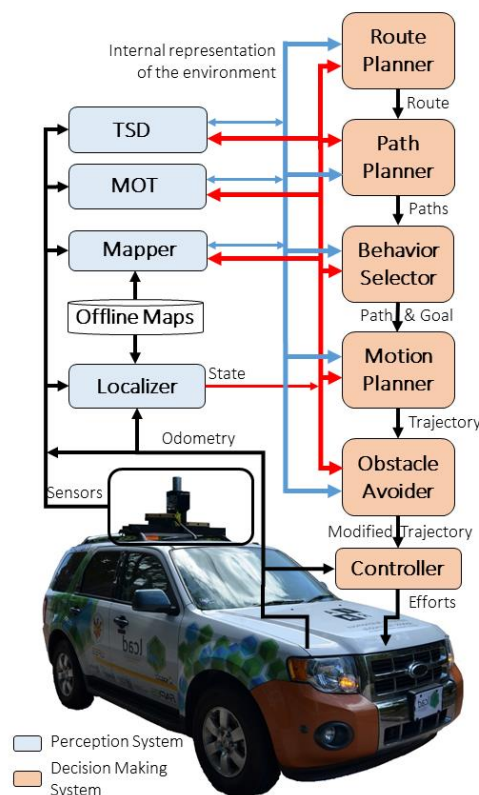 Internal representation
of the environment
Route
Planner
Route
TSD
Path
Planner
MOT
Paths
Mapper
Behavior
Selector
Offline Maps
Path & Goal
Localizer
State
Motion
Planner
Trajectory
Odometry
Obstacle
Avoider
Sensors
Modified Trajectory
Controller
Efforts
lcad
Perception System
Decision Making
System